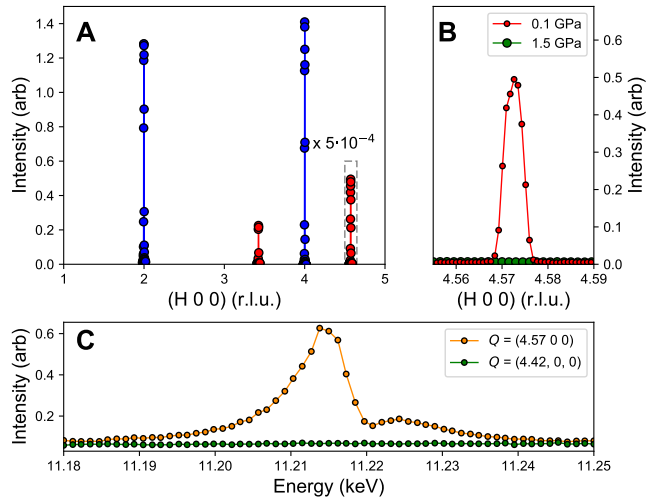 A
1.4
1.2
1.0
0.8
0.6
0.4
0.2
0.0
Intensity (arb)
x 5·10⁻⁴
1 2 3 4 5
(H 0 0) (r.l.u.)
B
0.1 GPa
1.5 GPa
0.6
0.5
0.4
0.3
0.2
0.1
0.0
Intensity (arb)
4.56 4.57 4.58 4.59
(H 0 0) (r.l.u.)
C
Q = (4.57 0 0)
Q = (4.42, 0, 0)
0.6
0.4
0.2
Intensity (arb)
11.18 11.19 11.20 11.21 11.22 11.23 11.24 11.25
Energy (keV)